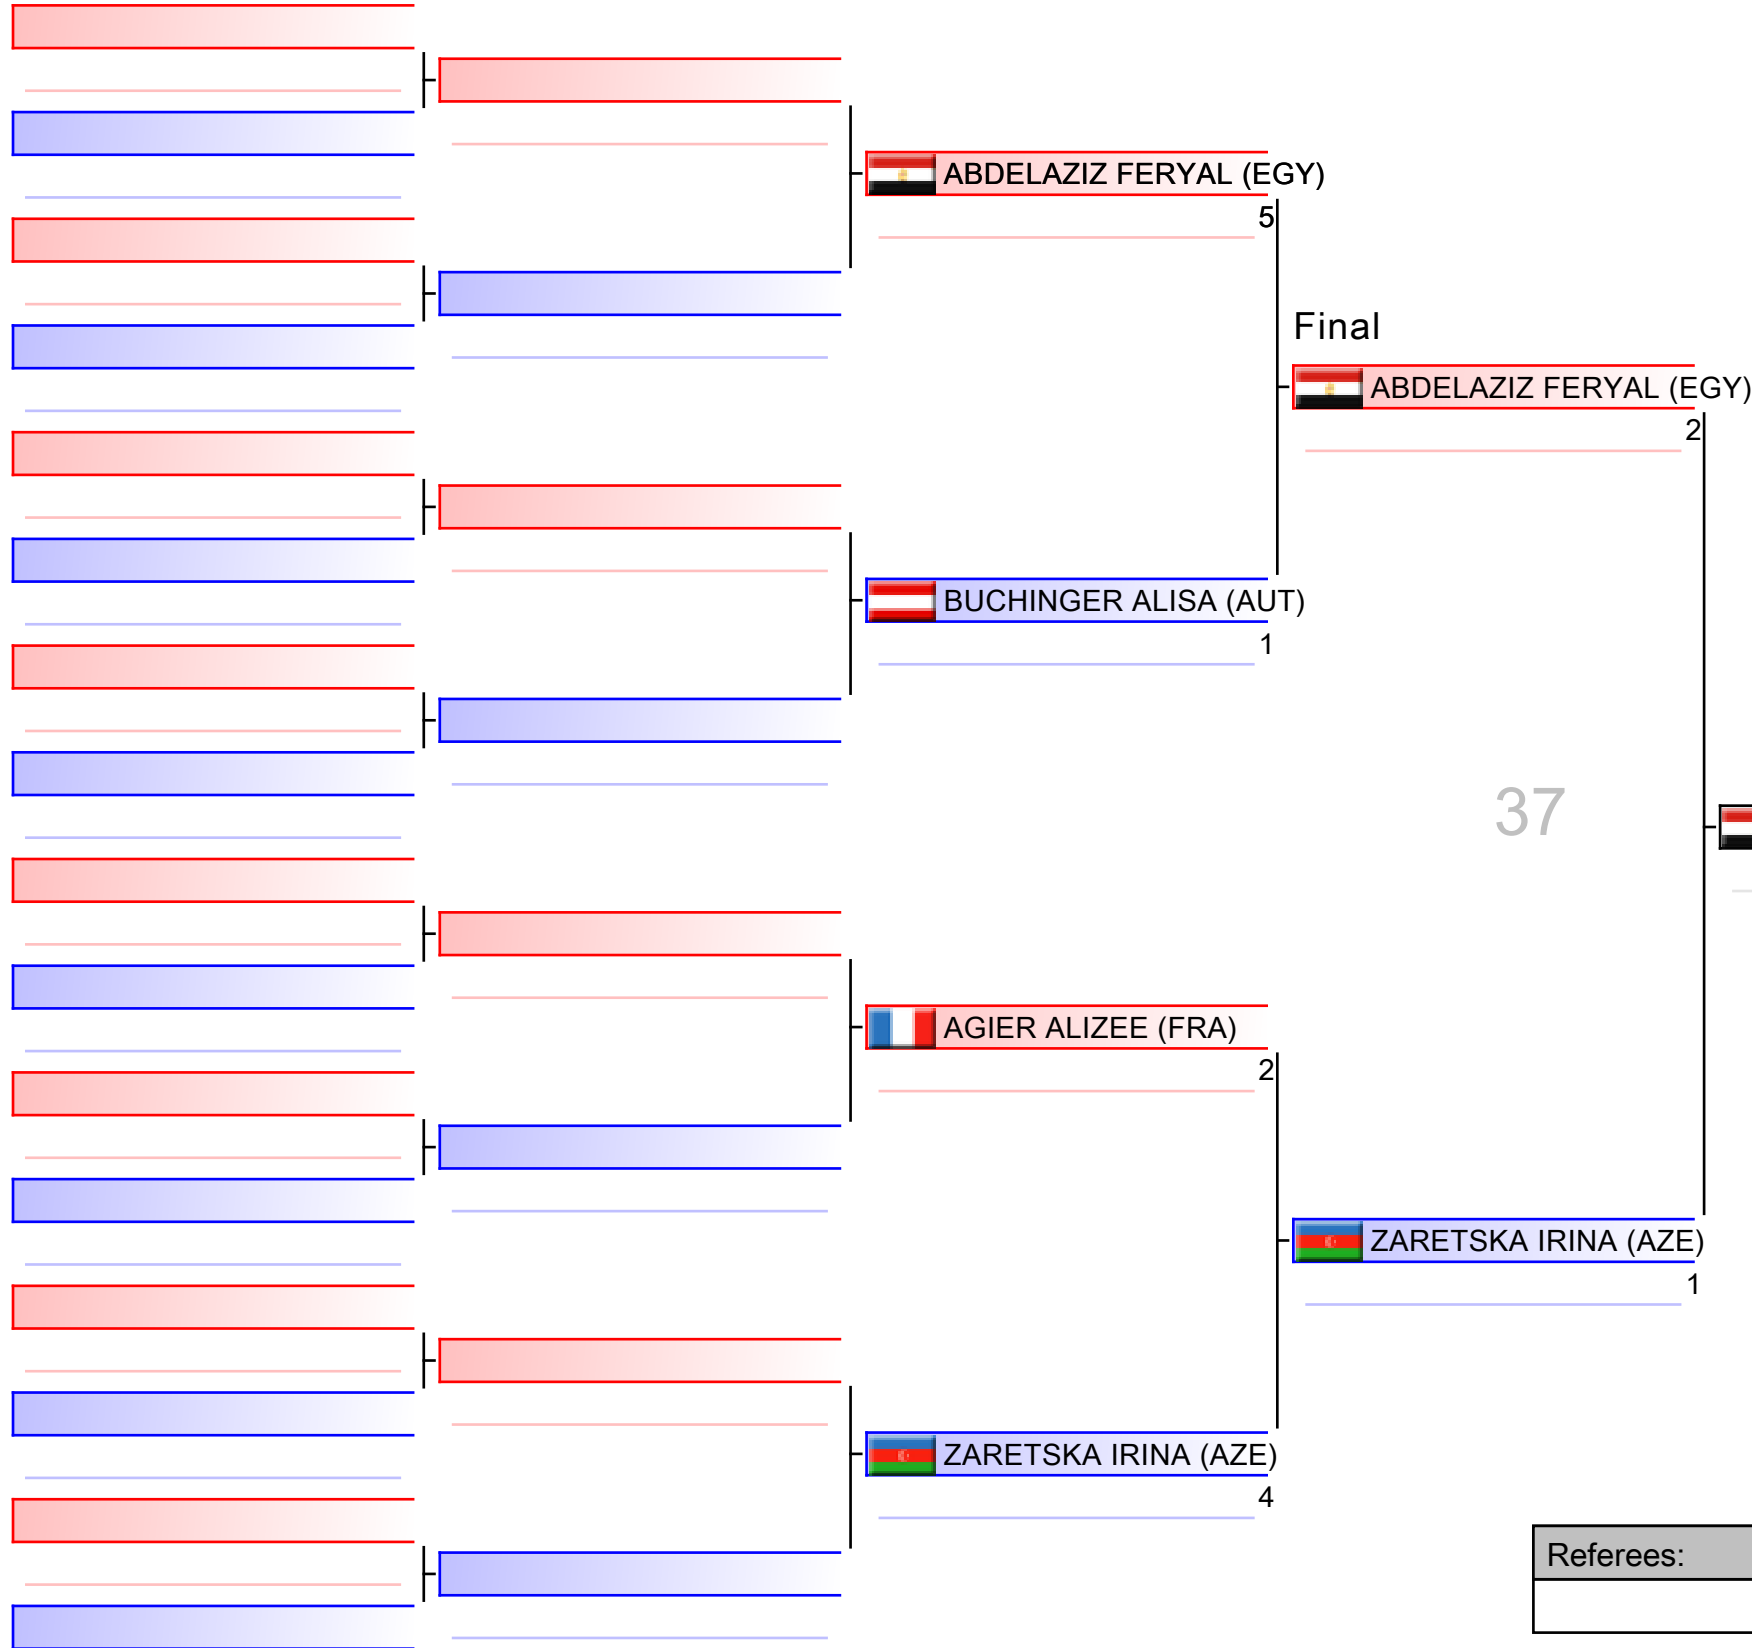 ABDELAZIZ FERYAL (EGY)
5
Final
ABDELAZIZ FERYAL (EGY)
2
BUCHINGER ALISA (AUT)
1
37
AGIER ALIZEE (FRA)
2
ZARETSKA IRINA (AZE)
1
ZARETSKA IRINA (AZE)
4
Referees: